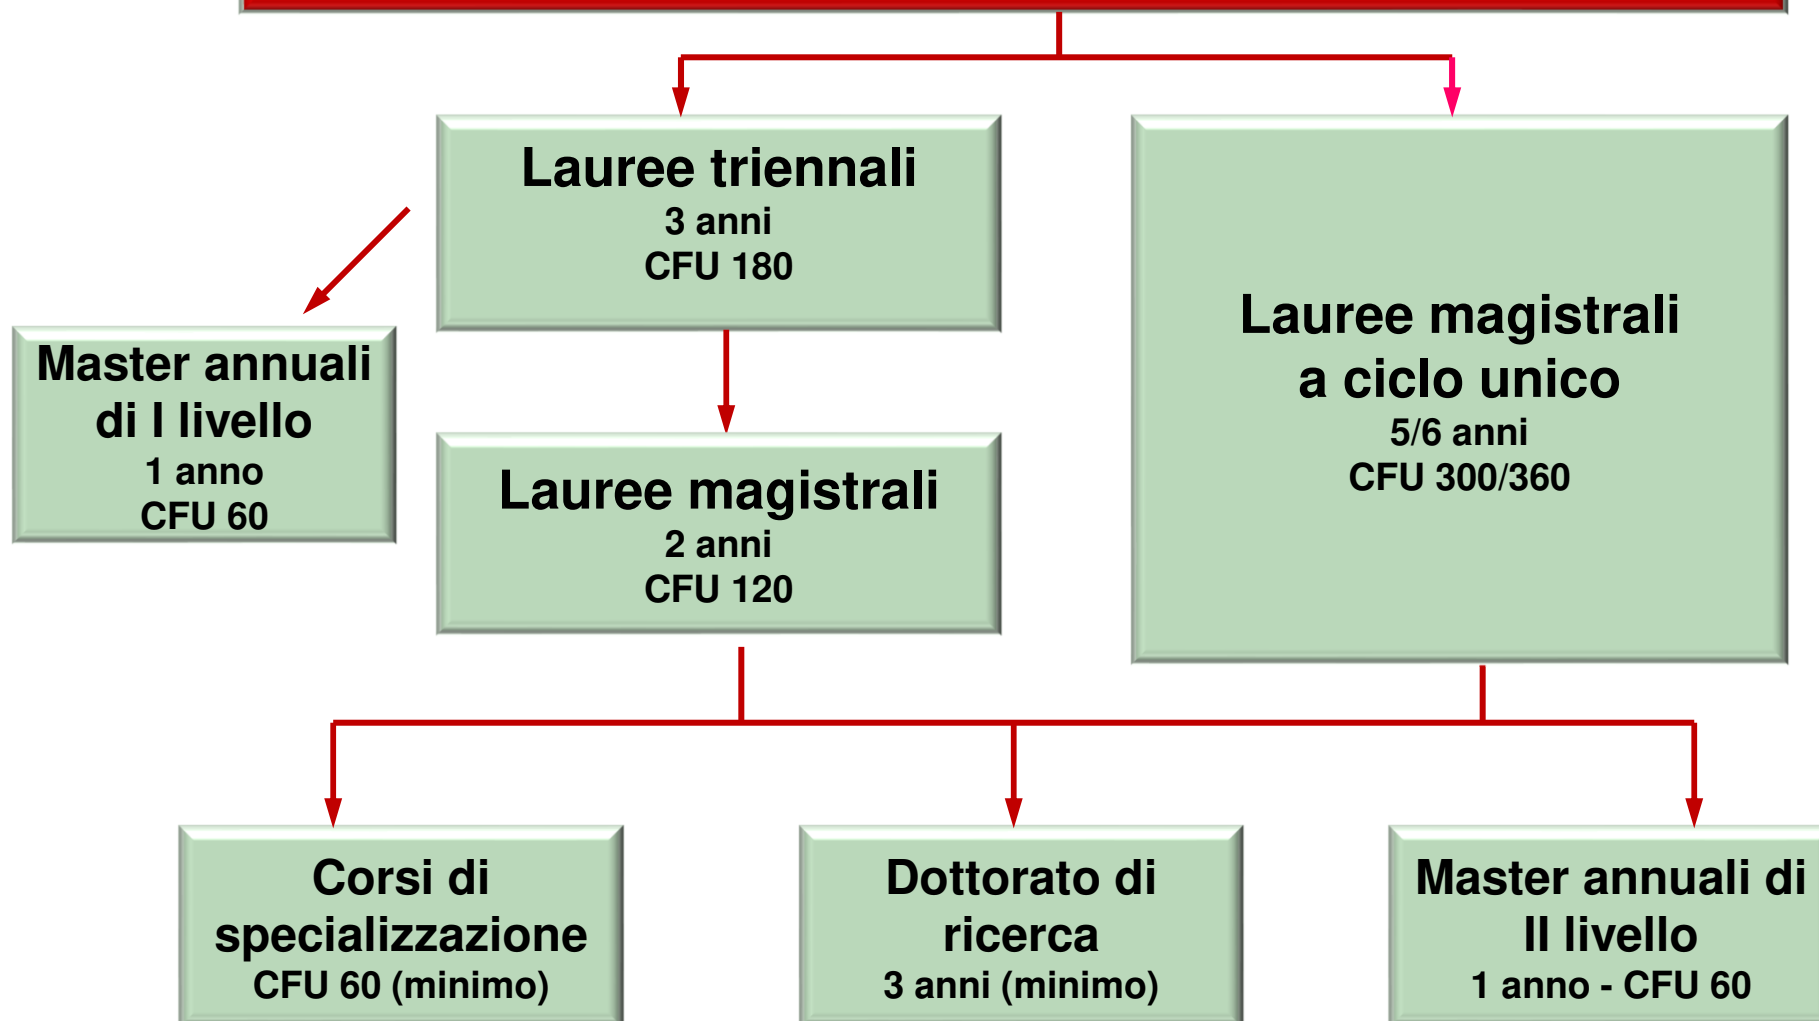 Lauree triennali
3 anni
CFU 180
Lauree magistrali
a ciclo unico
5/6 anni
CFU 300/360
Master annuali
di I livello
1 anno
CFU 60
Lauree magistrali
2 anni
CFU 120
Corsi di
specializzazione
CFU 60 (minimo)
Dottorato di
ricerca
3 anni (minimo)
Master annuali di
II livello
1 anno - CFU 60